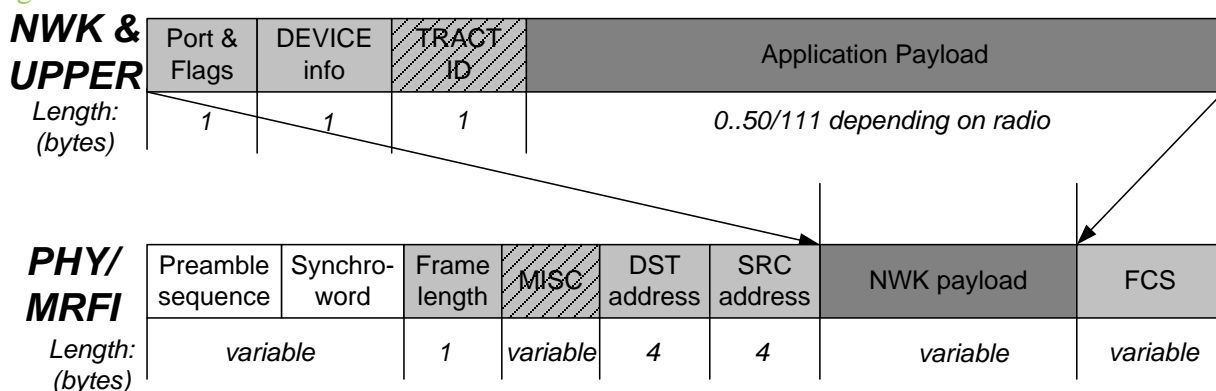 NWK &
UPPER
Port &
Flags
DEVICE
info
TRACT
ID
Application Payload
Length:
(bytes)
1
1
1
0..50/111 depending on radio
PHY/
MRFI
Preamble
sequence
Synchro-
word
Frame
length
MISC
DST
address
SRC
address
NWK payload
FCS
Length:
(bytes)
variable
1
variable
4
4
variable
variable